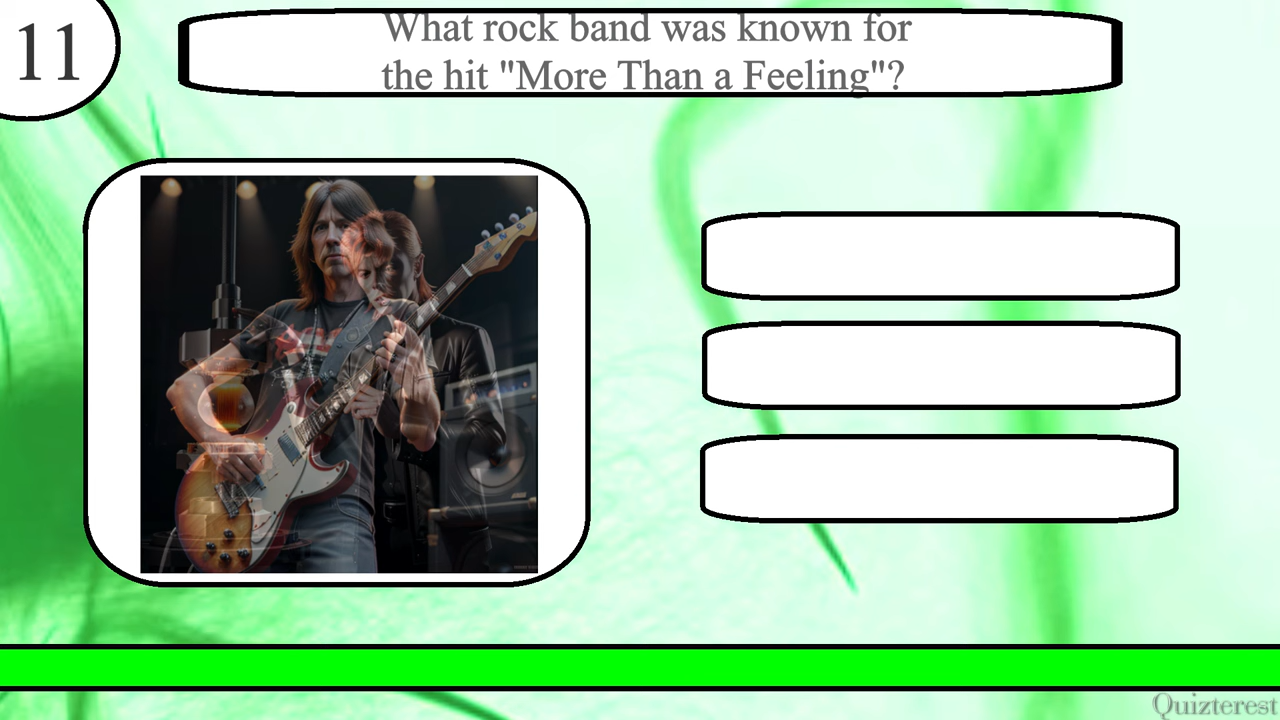 11
What rock band was known for
the hit "More Than a Feeling"?
Quizterest